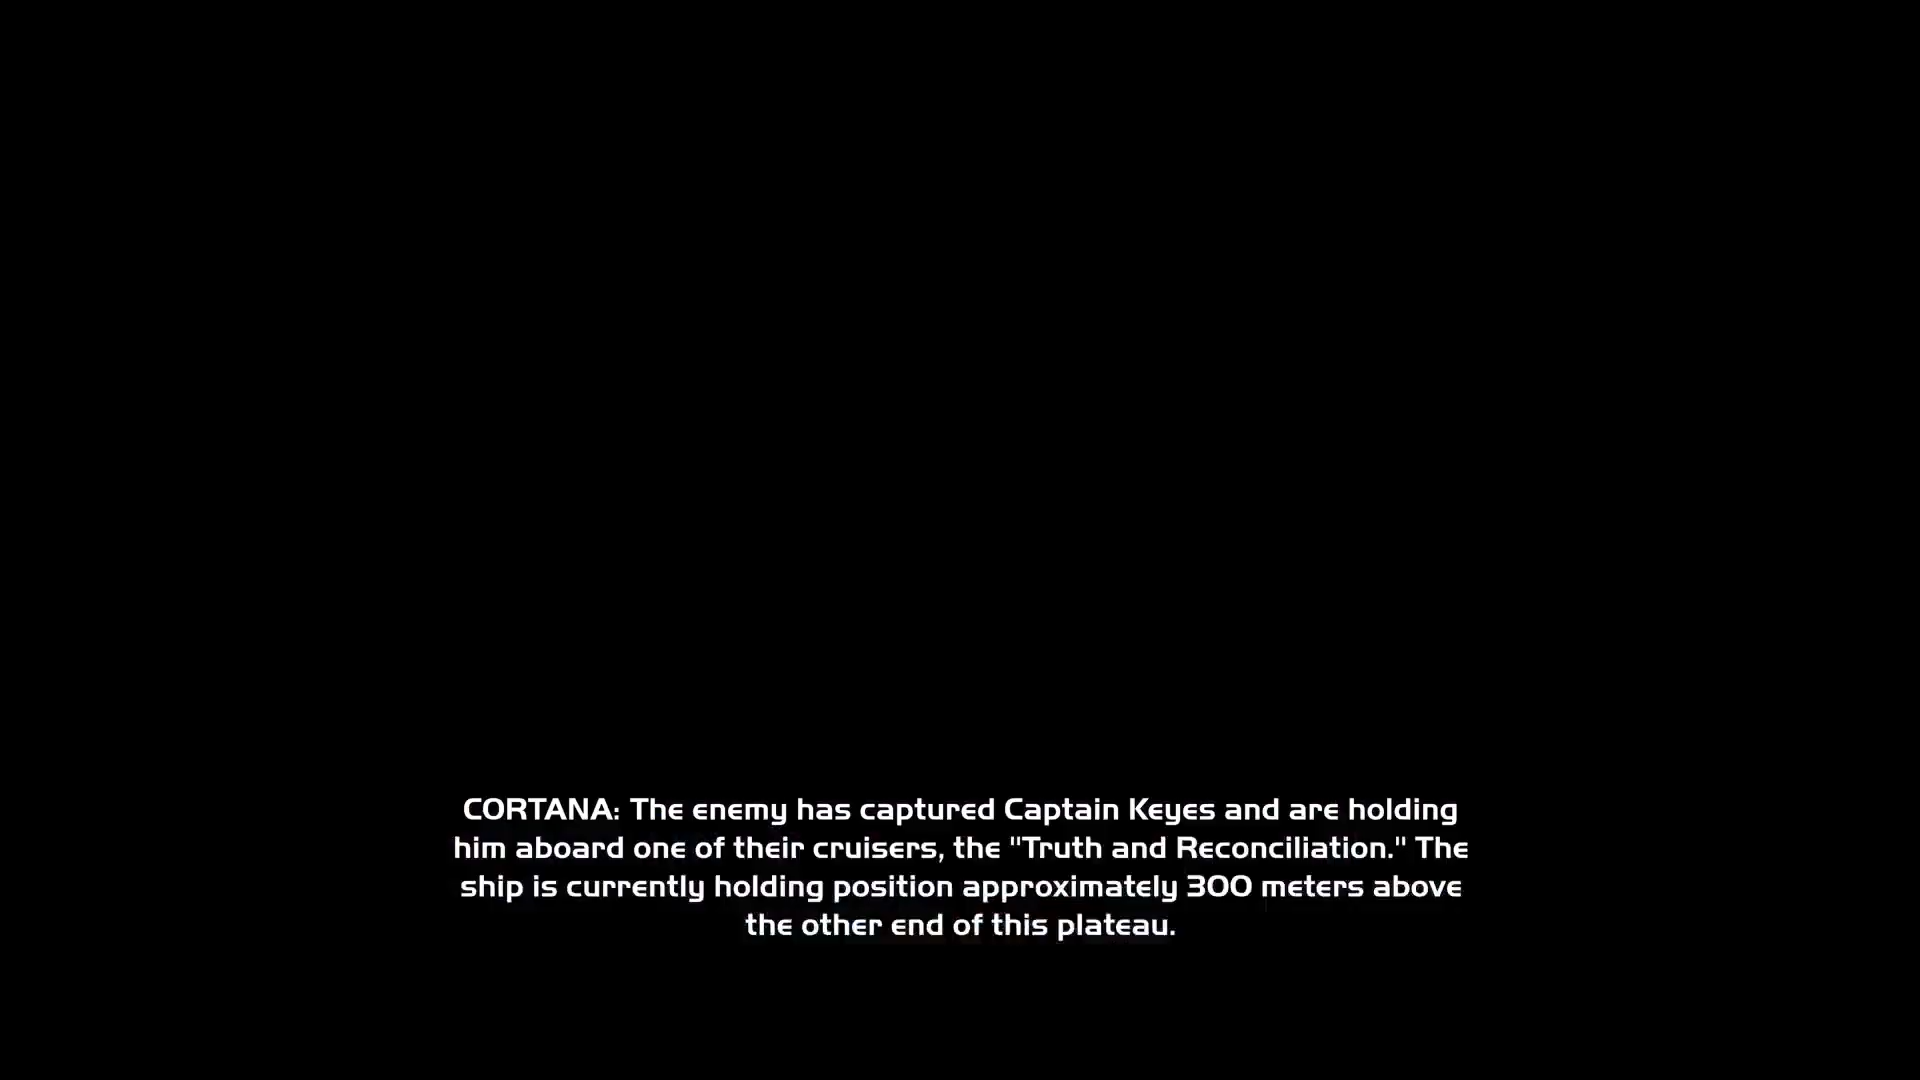 CORTANA: The enemy has captured Captain Keyes and are holding
him aboard one of their cruisers, the "Truth and Reconciliation." The
ship is currently holding position approximately 300 meters above
the other end of this plateau.